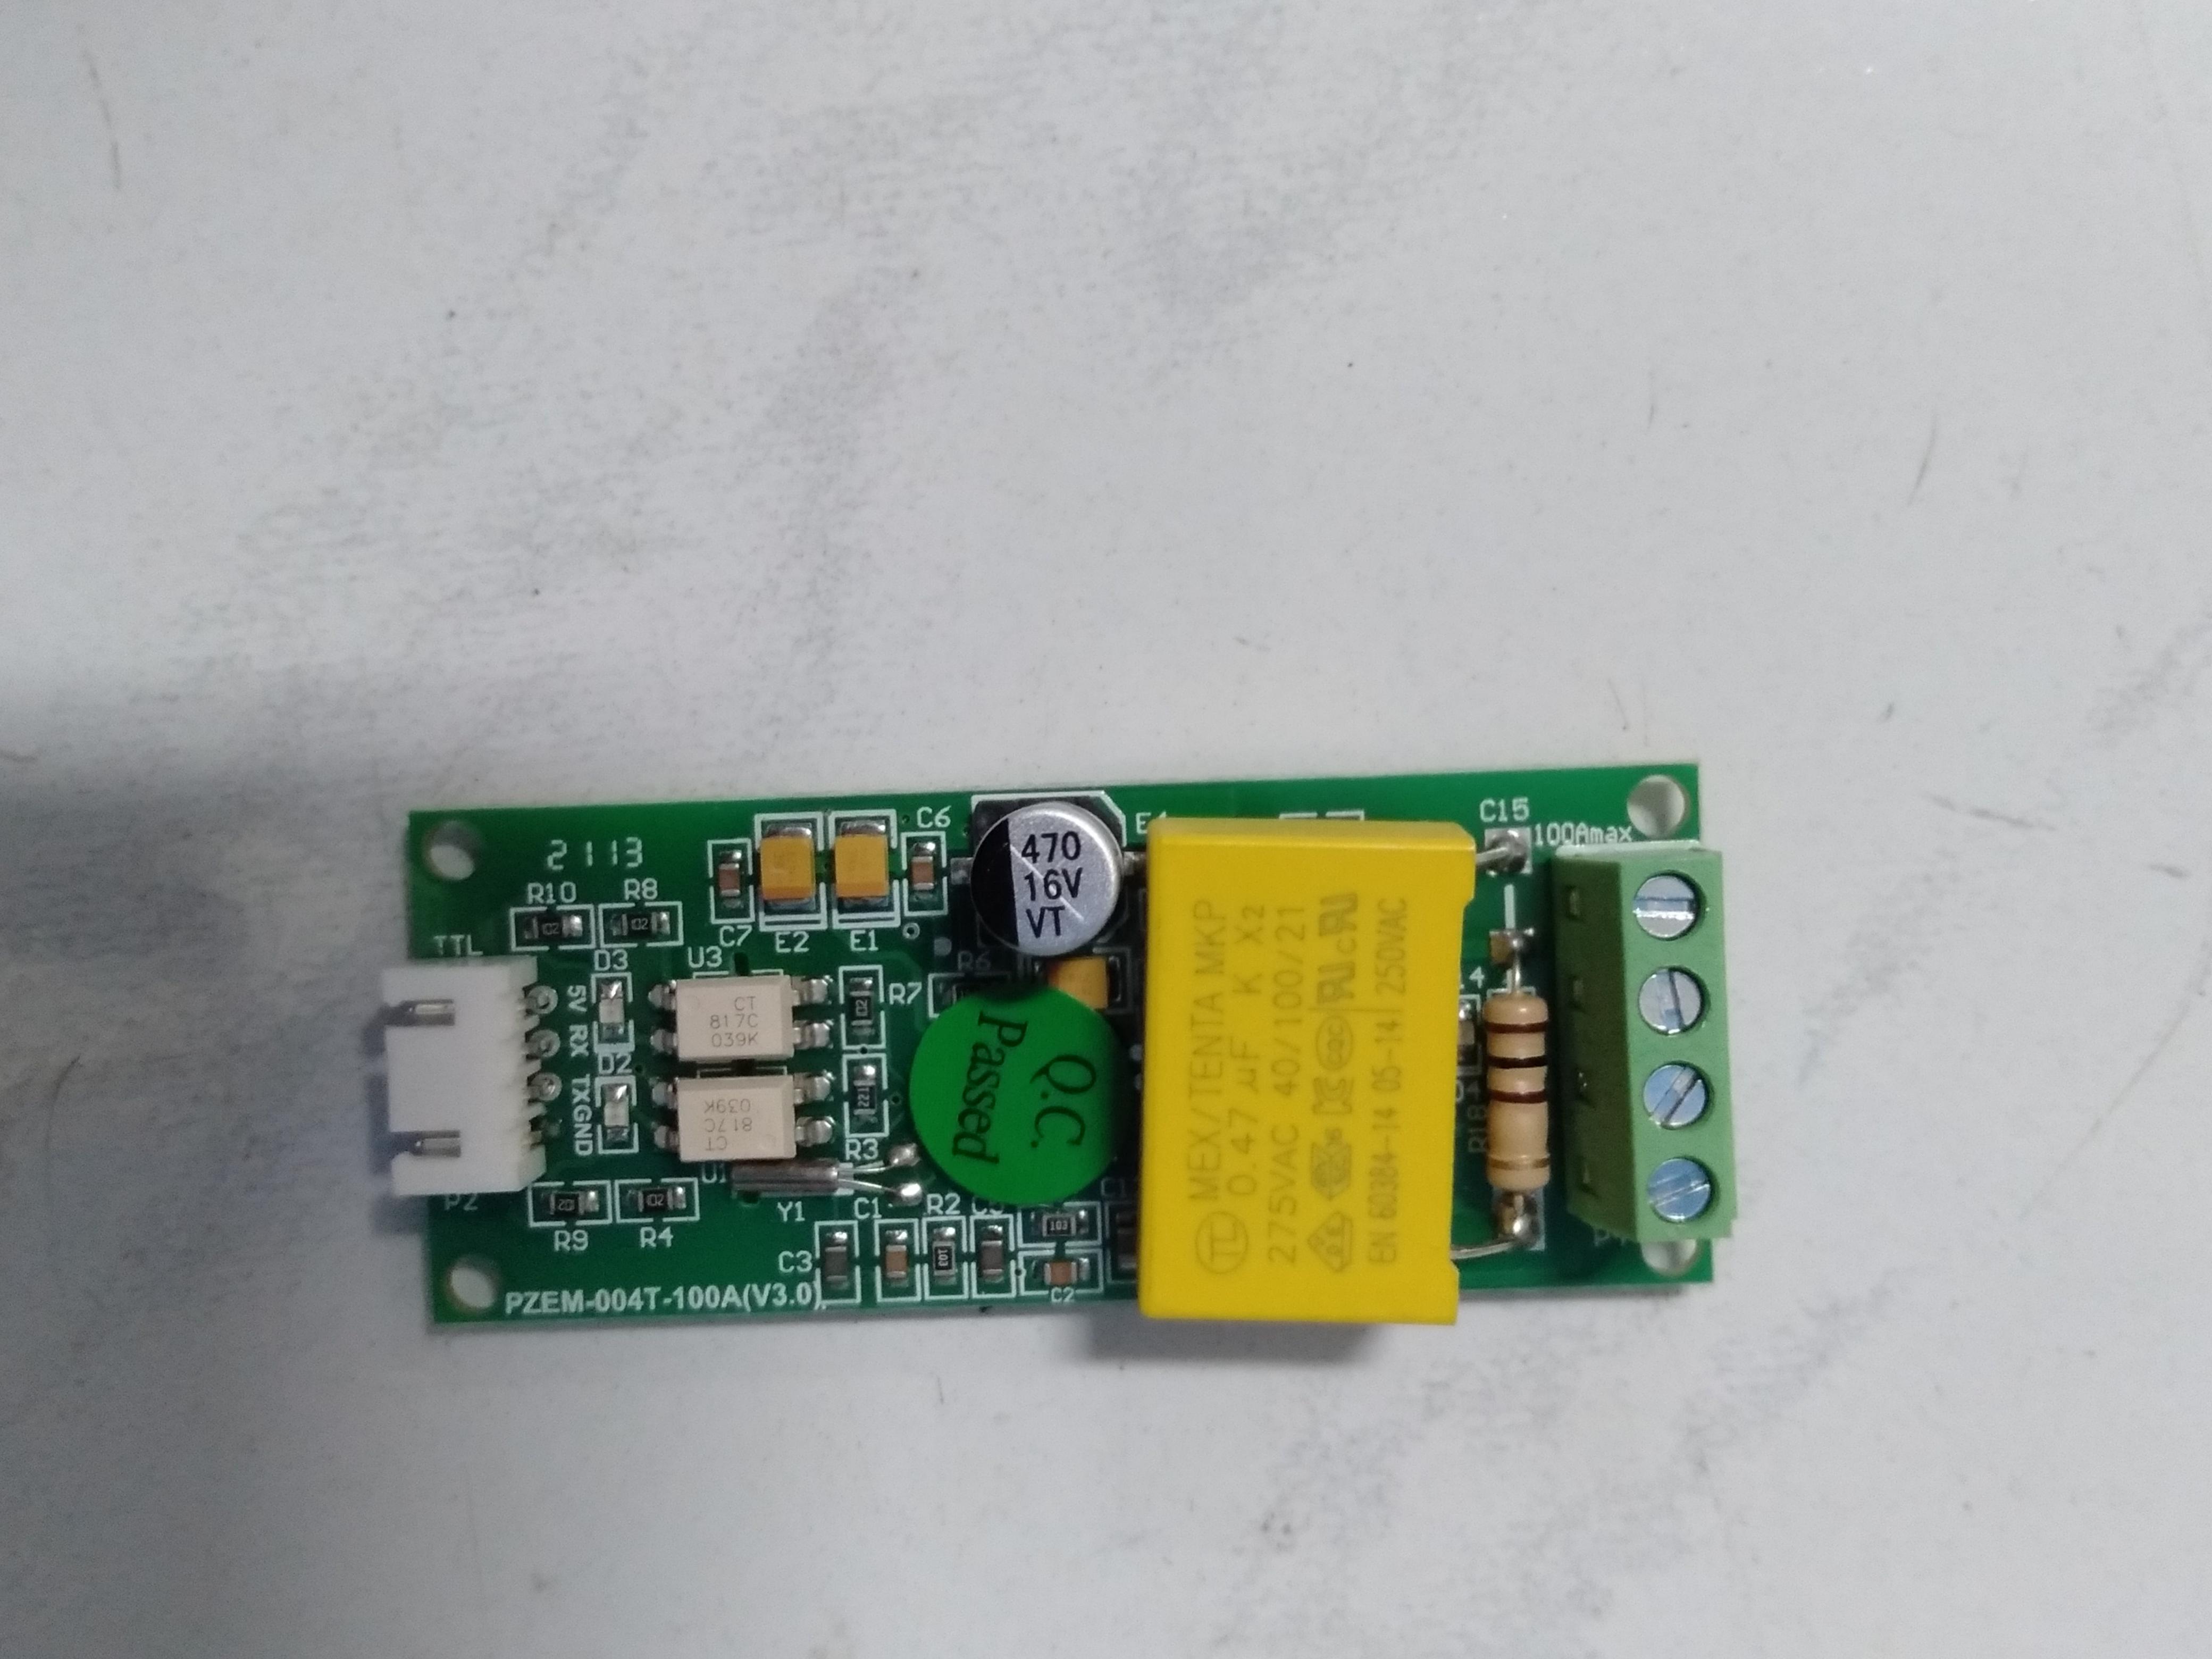 2113
R10
R8
C7
E2
E1
C6
470
16V
VT
C15
100Amax
TTL
5V
RX
TX
GND
D3
D2
U3
CT
817C
039K
R7
R6
CT
817C
039K
R3
221
Q.C.
Passed
MEX/TENTA MKP
0.47 µF K X2
275VAC 40/100/21
EN 60384-14 05-14 250VAC
P2
R9
R4
Y1
C1
R2
C3
103
C2
PZEM-004T-100A(V3.0)